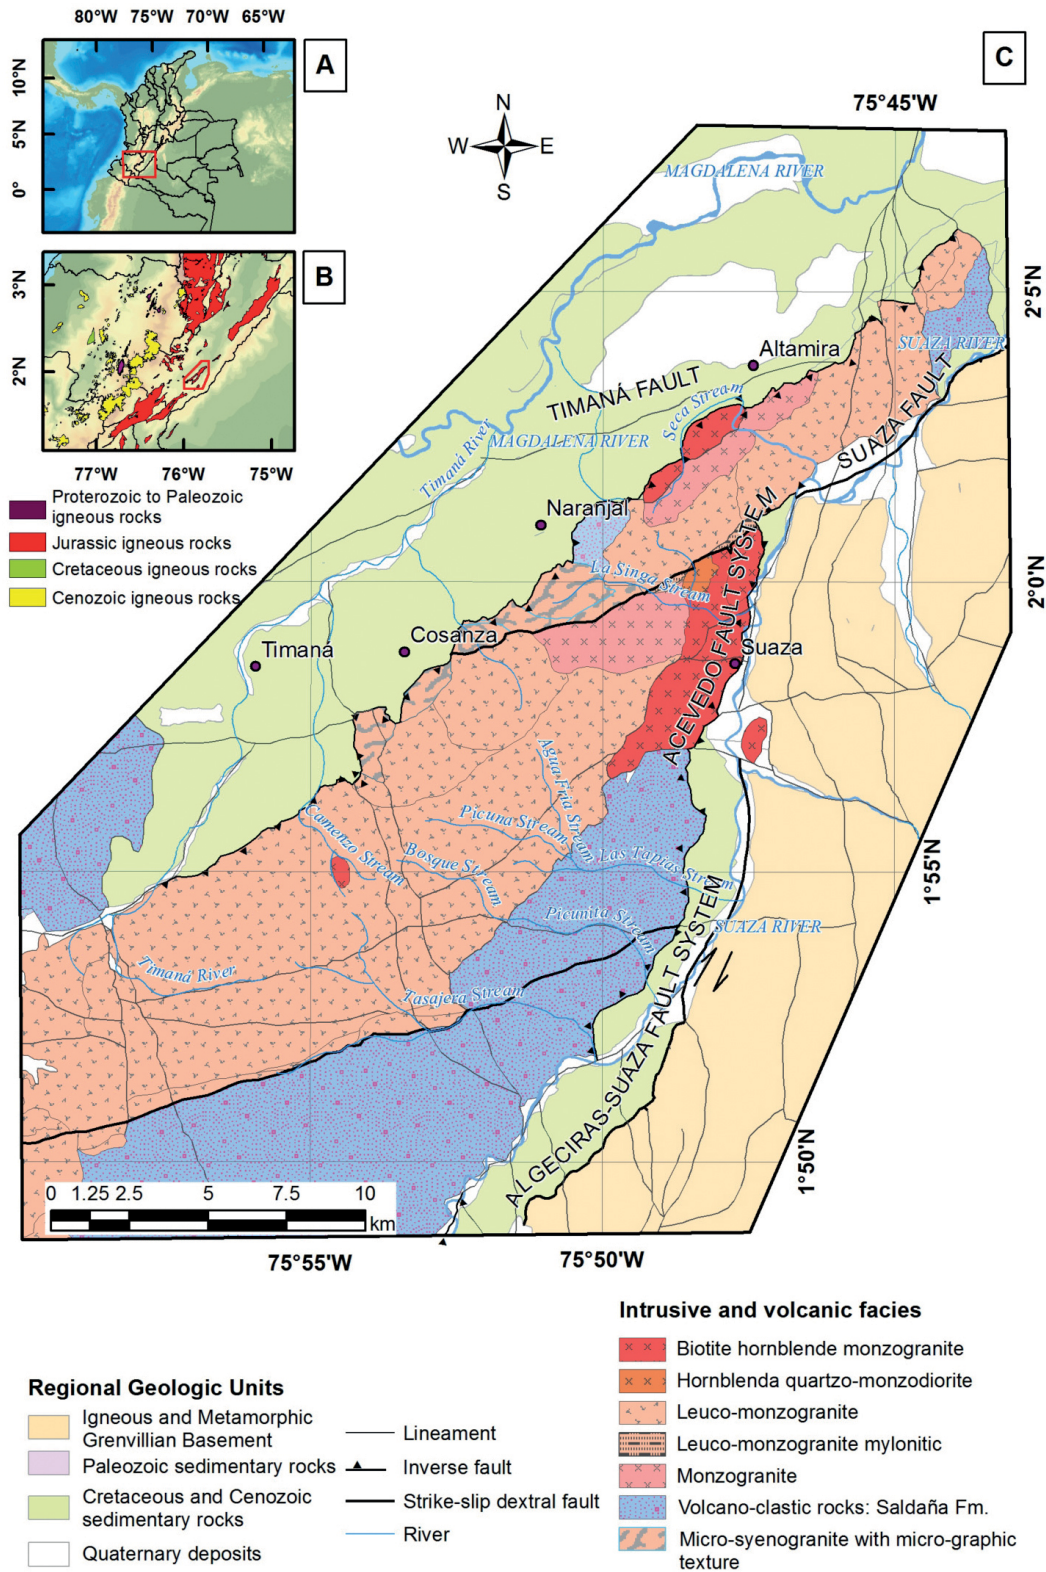 80°W 75°W 70°W 65°W
10°N
5°N
0°
A
3°N
2°N
B
77°W 76°W 75°W
Proterozoic to Paleozoic
igneous rocks
Jurassic igneous rocks
Cretaceous igneous rocks
Cenozoic igneous rocks
C
N
W E
S
75°45'W
MAGDALENA RIVER
2°5'N
SUAZA RIVER
Altamira
TIMANÁ FAULT
SUAZA FAULT
Seca Stream
MAGDALENA RIVER
Timaná River
Naranjal
2°0'N
La Singa Stream
ACEVEDO FAULT SYSTEM
Cosanza
Timaná
Suaza
Agua Fria Stream
Picuna Stream
Camenzo Stream
Bosque Stream
Las Tapias Stream
1°55'N
Picunita Stream
SUAZA RIVER
Timaná River
Tasajera Stream
ALGECIRAS-SUAZA FAULT SYSTEM
1°50'N
0 1.25 2.5 5 7.5 10
km
75°55'W 75°50'W
Regional Geologic Units
Igneous and Metamorphic
Grenvillian Basement
Paleozoic sedimentary rocks
Cretaceous and Cenozoic
sedimentary rocks
Quaternary deposits
Lineament
Inverse fault
Strike-slip dextral fault
River
Intrusive and volcanic facies
Biotite hornblende monzogranite
Hornblenda quartzo-monzodiorite
Leuco-monzogranite
Leuco-monzogranite mylonitic
Monzogranite
Volcano-clastic rocks: Saldaña Fm.
Micro-syenogranite with micro-graphic
texture